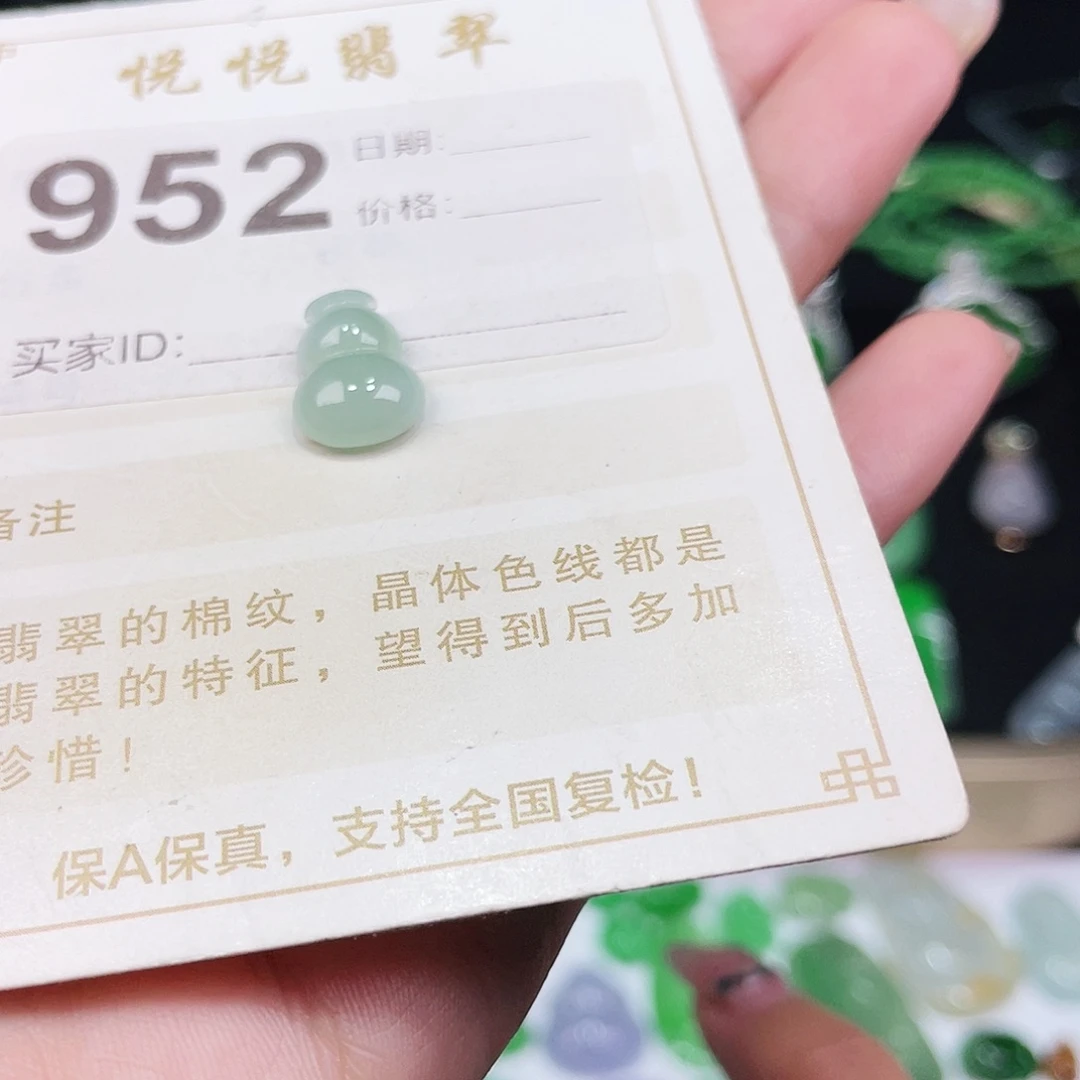 悦悦翡翠
952
日期:
价格:
买家ID:
备注
翡翠的棉纹，晶体色线都是
翡翠的特征，望得到后多加
珍惜！
保A保真，支持全国复检！